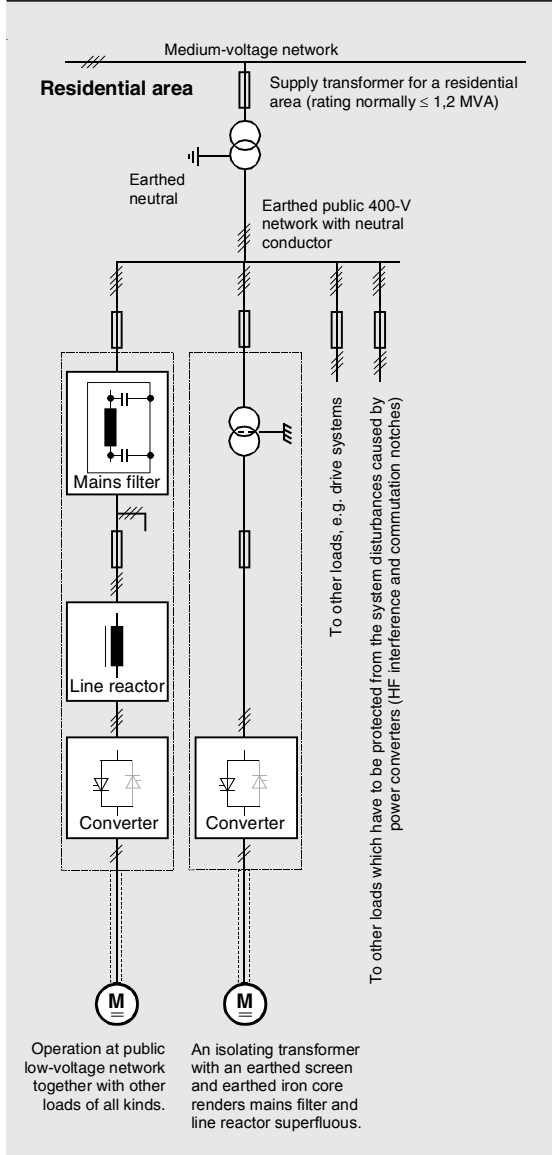 Medium-voltage network
Residential area
Supply transformer for a residential
area (rating normally ≤ 1,2 MVA)
Earthed
neutral
Earthed public 400-V
network with neutral
conductor
Mains filter
Line reactor
Converter
Converter
To other loads, e.g. drive systems
To other loads which have to be protected from the system disturbances caused by
power converters (HF interference and commutation notches)
M
M
Operation at public
low-voltage network
together with other
loads of all kinds.
An isolating transformer
with an earthed screen
and earthed iron core
renders mains filter and
line reactor superfluous.